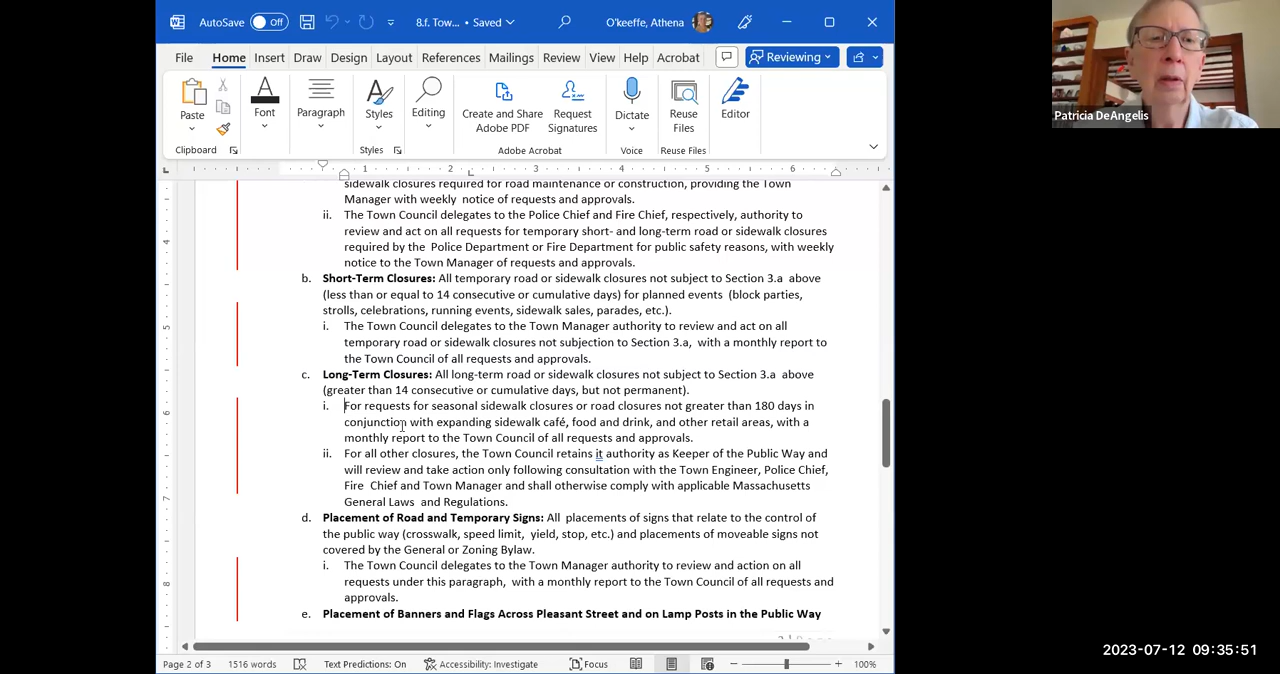 AutoSave Off 8.f. Tow... • Saved O'keeffe, Athena
File Home Insert Draw Design Layout References Mailings Review View Help Acrobat Reviewing
Paste Font Paragraph Styles Editing Create and Share Adobe PDF Request Signatures Dictate Reuse Files Editor
Clipboard Styles Adobe Acrobat Voice Reuse Files
Patricia DeAngelis
1 2 3 4 5 6
sidewalk closures required for road maintenance or construction, providing the Town
Manager with weekly notice of requests and approvals.
ii. The Town Council delegates to the Police Chief and Fire Chief, respectively, authority to
review and act on all requests for temporary short- and long-term road or sidewalk closures
required by the Police Department or Fire Department for public safety reasons, with weekly
notice to the Town Manager of requests and approvals.
b. Short-Term Closures: All temporary road or sidewalk closures not subject to Section 3.a above
(less than or equal to 14 consecutive or cumulative days) for planned events (block parties,
strolls, celebrations, running events, sidewalk sales, parades, etc.).
i. The Town Council delegates to the Town Manager authority to review and act on all
temporary road or sidewalk closures not subjection to Section 3.a, with a monthly report to
the Town Council of all requests and approvals.
c. Long-Term Closures: All long-term road or sidewalk closures not subject to Section 3.a above
(greater than 14 consecutive or cumulative days, but not permanent).
i. For requests for seasonal sidewalk closures or road closures not greater than 180 days in
conjunction with expanding sidewalk café, food and drink, and other retail areas, with a
monthly report to the Town Council of all requests and approvals.
ii. For all other closures, the Town Council retains it authority as Keeper of the Public Way and
will review and take action only following consultation with the Town Engineer, Police Chief,
Fire Chief and Town Manager and shall otherwise comply with applicable Massachusetts
General Laws and Regulations.
d. Placement of Road and Temporary Signs: All placements of signs that relate to the control of
the public way (crosswalk, speed limit, yield, stop, etc.) and placements of moveable signs not
covered by the General or Zoning Bylaw.
i. The Town Council delegates to the Town Manager authority to review and action on all
requests under this paragraph, with a monthly report to the Town Council of all requests and
approvals.
e. Placement of Banners and Flags Across Pleasant Street and on Lamp Posts in the Public Way
4
5
6
7
8
Page 2 of 3 1516 words Text Predictions: On Accessibility: Investigate Focus 100%
2023-07-12 09:35:51